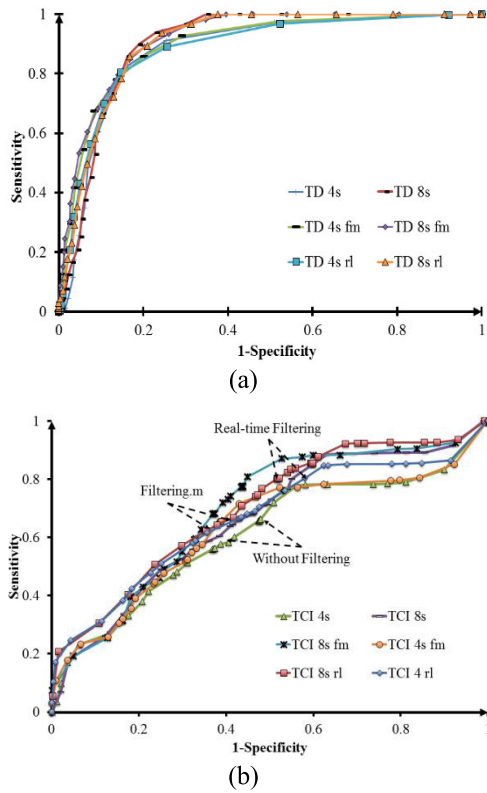 1
0.8
0.6
0.4
0.2
0
Sensitivity
TD 4s
TD 8s
TD 4s fm
TD 8s fm
TD 4s rl
TD 8s rl
0
0.2
0.4
0.6
0.8
1
1-Specificity
(a)
1
0.8
0.6
0.4
0.2
0
Sensitivity
Real-time Filtering
Filtering.m
Without Filtering
TCI 4s
TCI 8s
TCI 8s fm
TCI 4s fm
TCI 8s rl
TCI 4 rl
0
0.2
0.4
0.6
0.8
1
1-Specificity
(b)